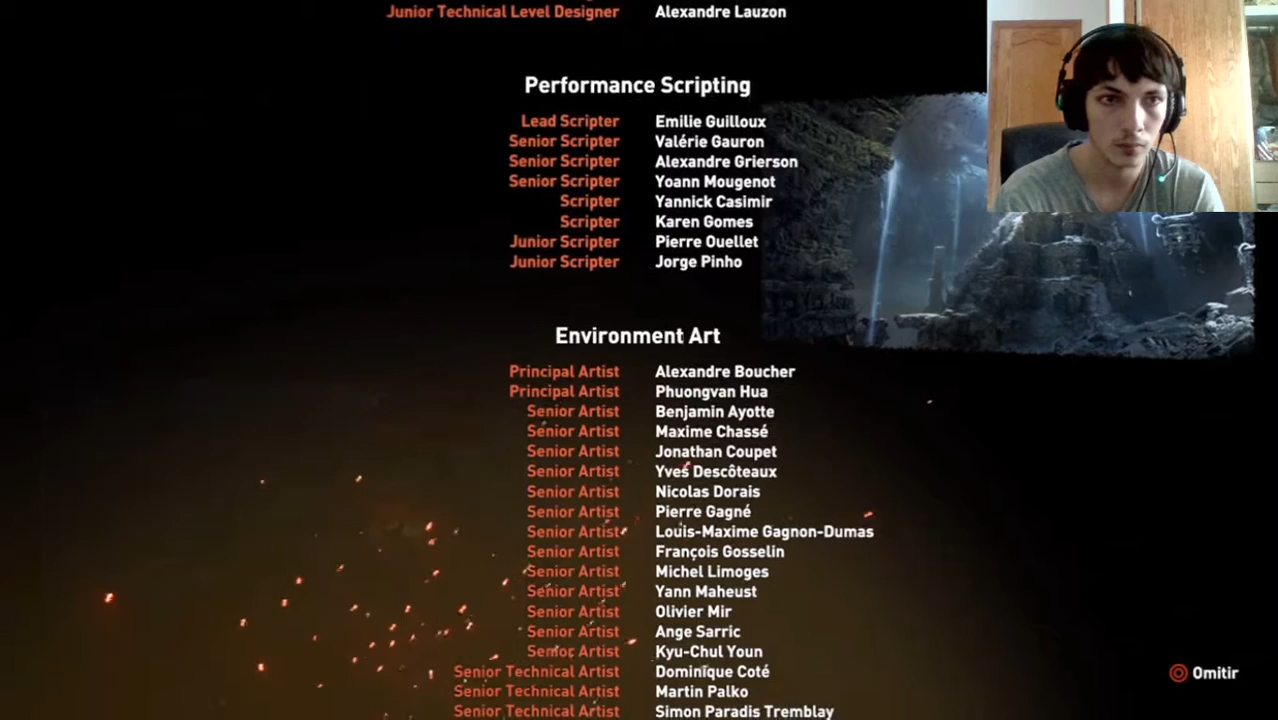 Junior Technical Level Designer Alexandre Lauzon
Performance Scripting
Lead Scripter Emilie Guilloux
Senior Scripter Valérie Gauron
Senior Scripter Alexandre Grierson
Senior Scripter Yoann Mougenot
Scripter Yannick Casimir
Scripter Karen Gomes
Junior Scripter Pierre Ouellet
Junior Scripter Jorge Pinho
Environment Art
Principal Artist Alexandre Boucher
Principal Artist Phuongvan Hua
Senior Artist Benjamin Ayotte
Senior Artist Maxime Chassé
Senior Artist Jonathan Coupet
Senior Artist Yves Descôteaux
Senior Artist Nicolas Dorais
Senior Artist Pierre Gagné
Senior Artist Louis-Maxime Gagnon-Dumas
Senior Artist François Gosselin
Senior Artist Michel Limoges
Senior Artist Yann Maheust
Senior Artist Olivier Mir
Senior Artist Ange Sarric
Senior Artist Kyu-Chul Youn
Senior Technical Artist Dominique Coté
Senior Technical Artist Martin Palko
Senior Technical Artist Simon Paradis Tremblay
Omitir